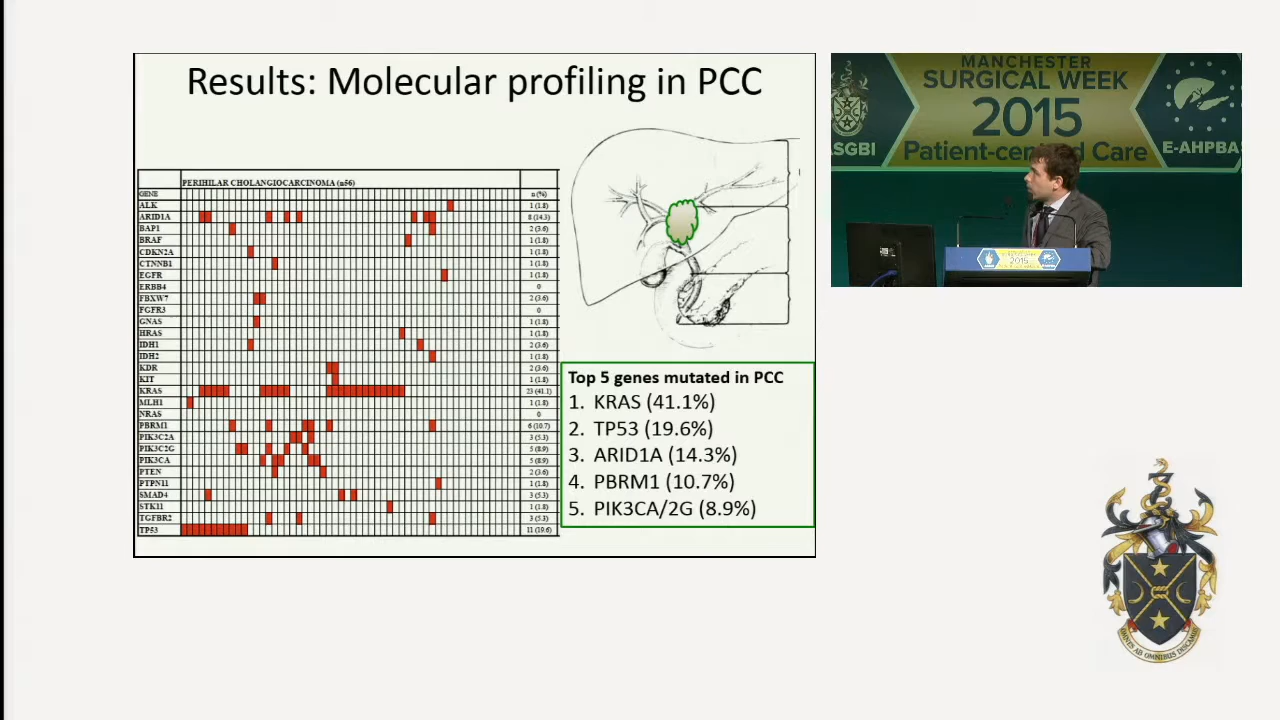 Results: Molecular profiling in PCC
PERIHILAR CHOLANGIOCARCINOMA (n56)
GENE n (%)
ALK 1 (1.8)
ARID1A 8 (14.3)
BAP1 2 (3.6)
BRAF 1 (1.8)
CDKN2A 1 (1.8)
CTNNB1 1 (1.8)
EGFR 1 (1.8)
ERBB4 0
FBXW7 2 (3.6)
FGFR3 0
GNAS 1 (1.8)
HRAS 1 (1.8)
IDH1 2 (3.6)
IDH2 1 (1.8)
KDR 2 (3.6)
KIT 1 (1.8)
KRAS 23 (41.1)
MLH1 1 (1.8)
NRAS 0
PBRM1 6 (10.7)
PIK3C2A 3 (5.3)
PIK3C2G 5 (8.9)
PIK3CA 5 (8.9)
PTEN 2 (3.6)
PTPN11 1 (1.8)
SMAD4 3 (5.3)
STK11 1 (1.8)
TGFBR2 3 (5.3)
TP53 11 (19.6)
Top 5 genes mutated in PCC
1. KRAS (41.1%)
2. TP53 (19.6%)
3. ARID1A (14.3%)
4. PBRM1 (10.7%)
5. PIK3CA/2G (8.9%)
MANCHESTER
SURGICAL WEEK
2015
Patient-cent Care
SGBI
E-AHPBA
2015
OMNES AB OMNIBUS DISCAMUS